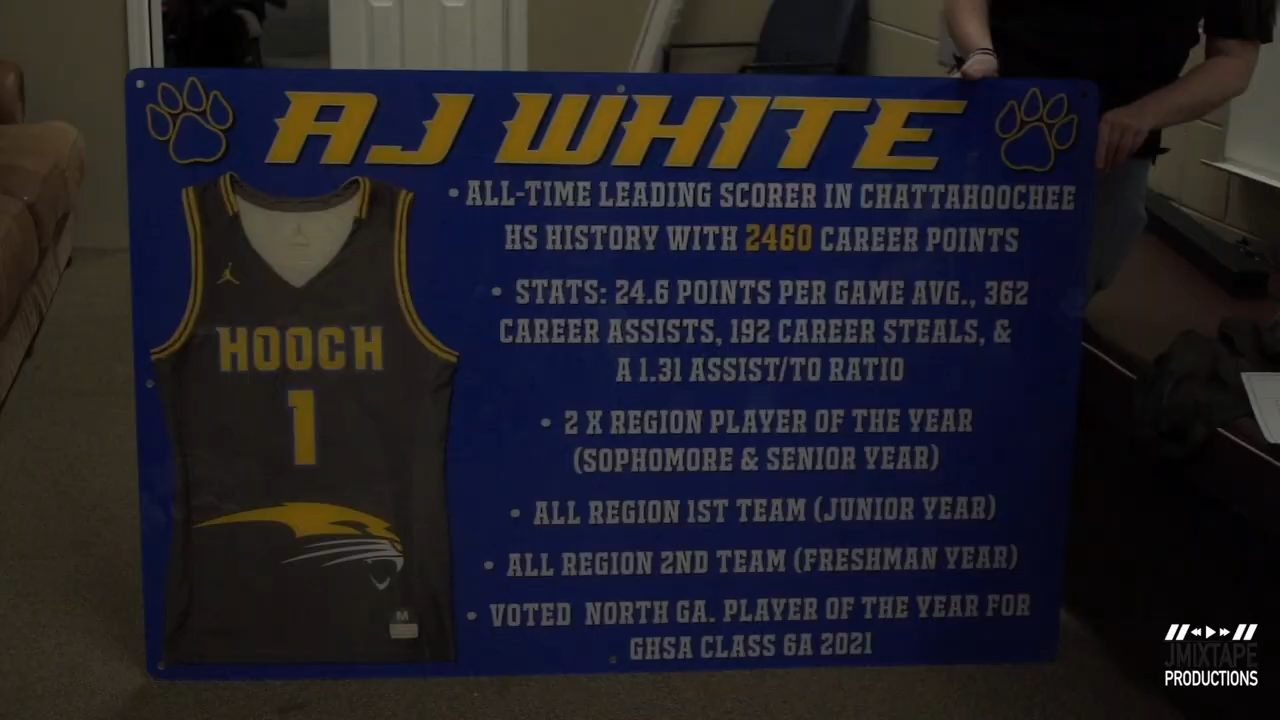 AJ WHITE
• ALL-TIME LEADING SCORER IN CHATTAHOOCHEE
HS HISTORY WITH 2460 CAREER POINTS
• STATS: 24.6 POINTS PER GAME AVG., 362
CAREER ASSISTS, 192 CAREER STEALS, &
A 1.31 ASSIST/TO RATIO
• 2 X REGION PLAYER OF THE YEAR
(SOPHOMORE & SENIOR YEAR)
• ALL REGION 1ST TEAM (JUNIOR YEAR)
• ALL REGION 2ND TEAM (FRESHMAN YEAR)
• VOTED NORTH GA. PLAYER OF THE YEAR FOR
GHSA CLASS 6A 2021
HOOCH
1
M
JMIXTAPE
PRODUCTIONS